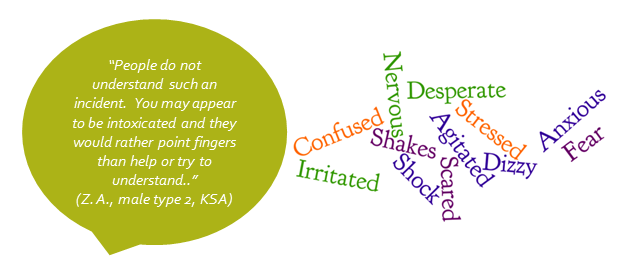 “People do not
understand such an
incident. You may appear
to be intoxicated and they
would rather point fingers
than help or try to
understand..”
(Z. A., male type 2, KSA)
Nervous
Desperate
Stressed
Anxious
Confused
Agitated
Fear
Shakes
Dizzy
Irritated
Shock
Scared